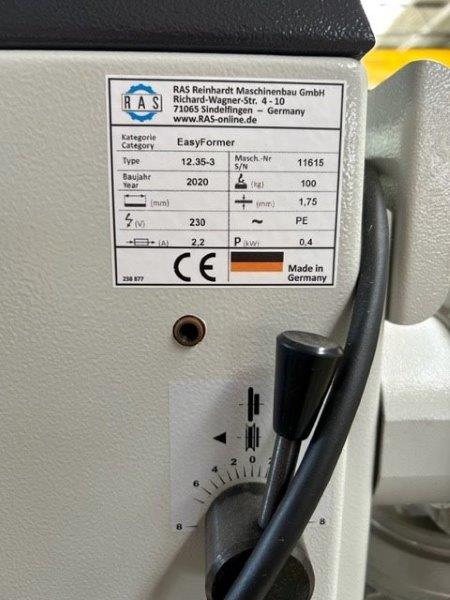 RAS
RAS Reinhardt Maschinenbau GmbH
Richard-Wagner-Str. 4 - 10
71065 Sindelfingen – Germany
www.RAS-online.de
Kategorie
Category
EasyFormer
Type 12.35-3
Masch.-Nr
S/N
11615
Baujahr
Year
2020
(kg) 100
(mm)
(mm) 1,75
(V) 230
~ PE
(A) 2,2
P (kW) 0,4
238 877
CE
Made in
Germany
8 6 4 2 0 2
8